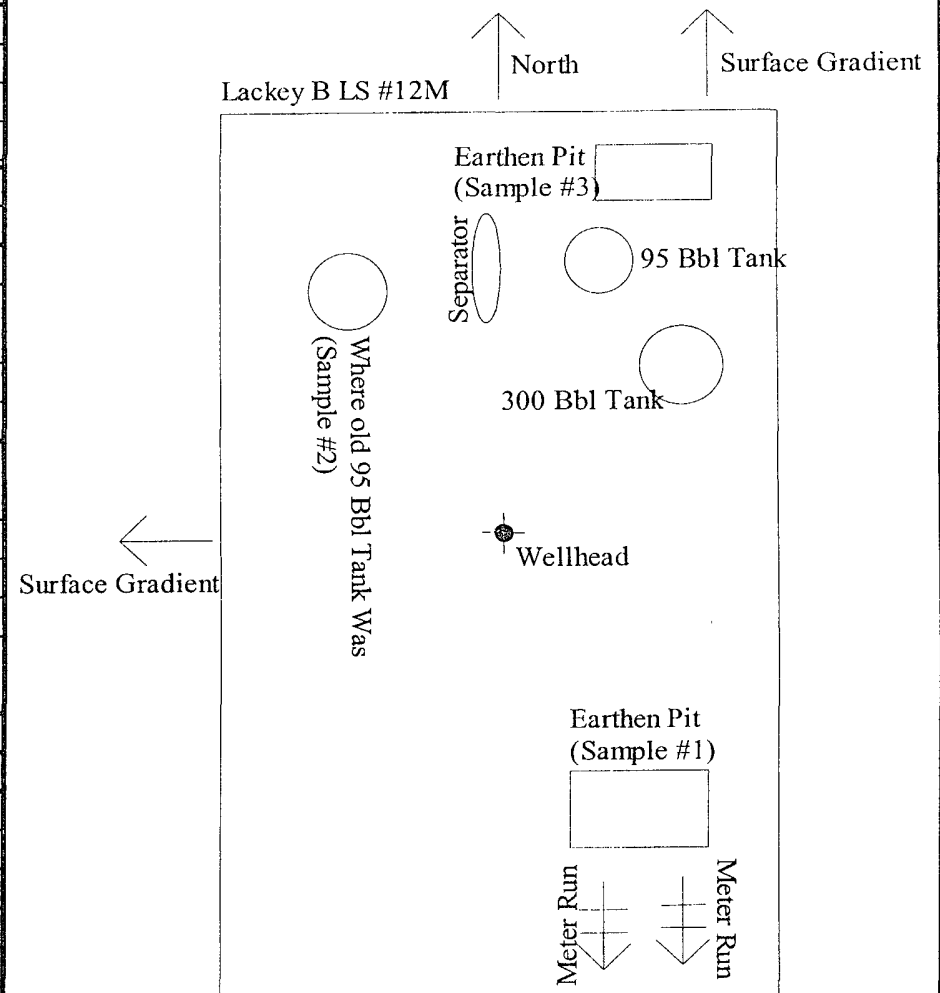 North
Surface Gradient
Lackey B LS #12M
Earthen Pit
(Sample #3)
Separator
95 Bbl Tank
300 Bbl Tank
Where old 95 Bbl Tank Was
(Sample #2)
Wellhead
Surface Gradient
Earthen Pit
(Sample #1)
Meter Run
Meter Run